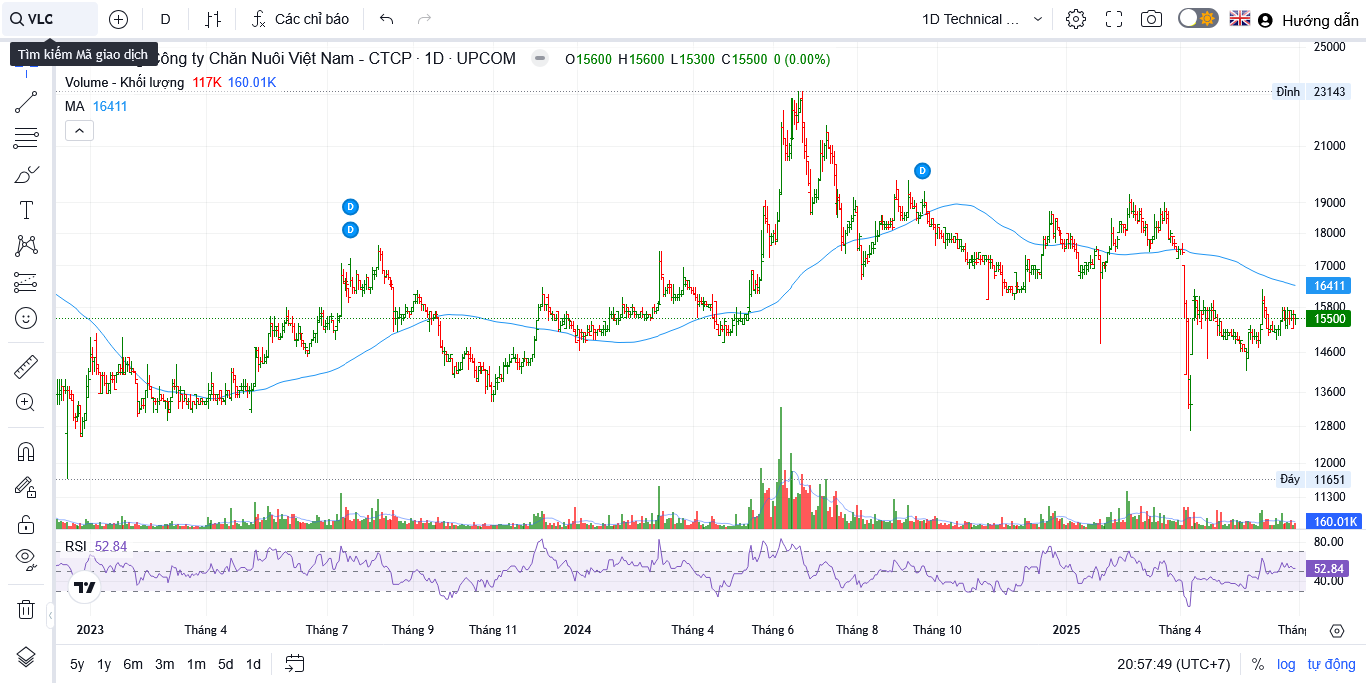 VLC
D
Các chỉ báo
1D Technical ...
Hướng dẫn
Tìm kiếm Mã giao dịch
ông ty Chăn Nuôi Việt Nam - CTCP · 1D · UPCOM
O15600 H15600 L15300 C15500 0 (0.00%)
Volume - Khối lượng 117K 160.01K
MA 16411
25000
Đỉnh 23143
21000
19000
18000
17000
16411
15800
15500
14600
13600
12800
12000
Đáy 11651
11300
160.01K
D
D
D
RSI 52.84
80.00
52.84
40.00
2023 Tháng 4 Tháng 7 Tháng 9 Tháng 11 2024 Tháng 4 Tháng 6 Tháng 8 Tháng 10 2025 Tháng 4 Thán
5y 1y 6m 3m 1m 5d 1d
20:57:49 (UTC+7) % log tự động